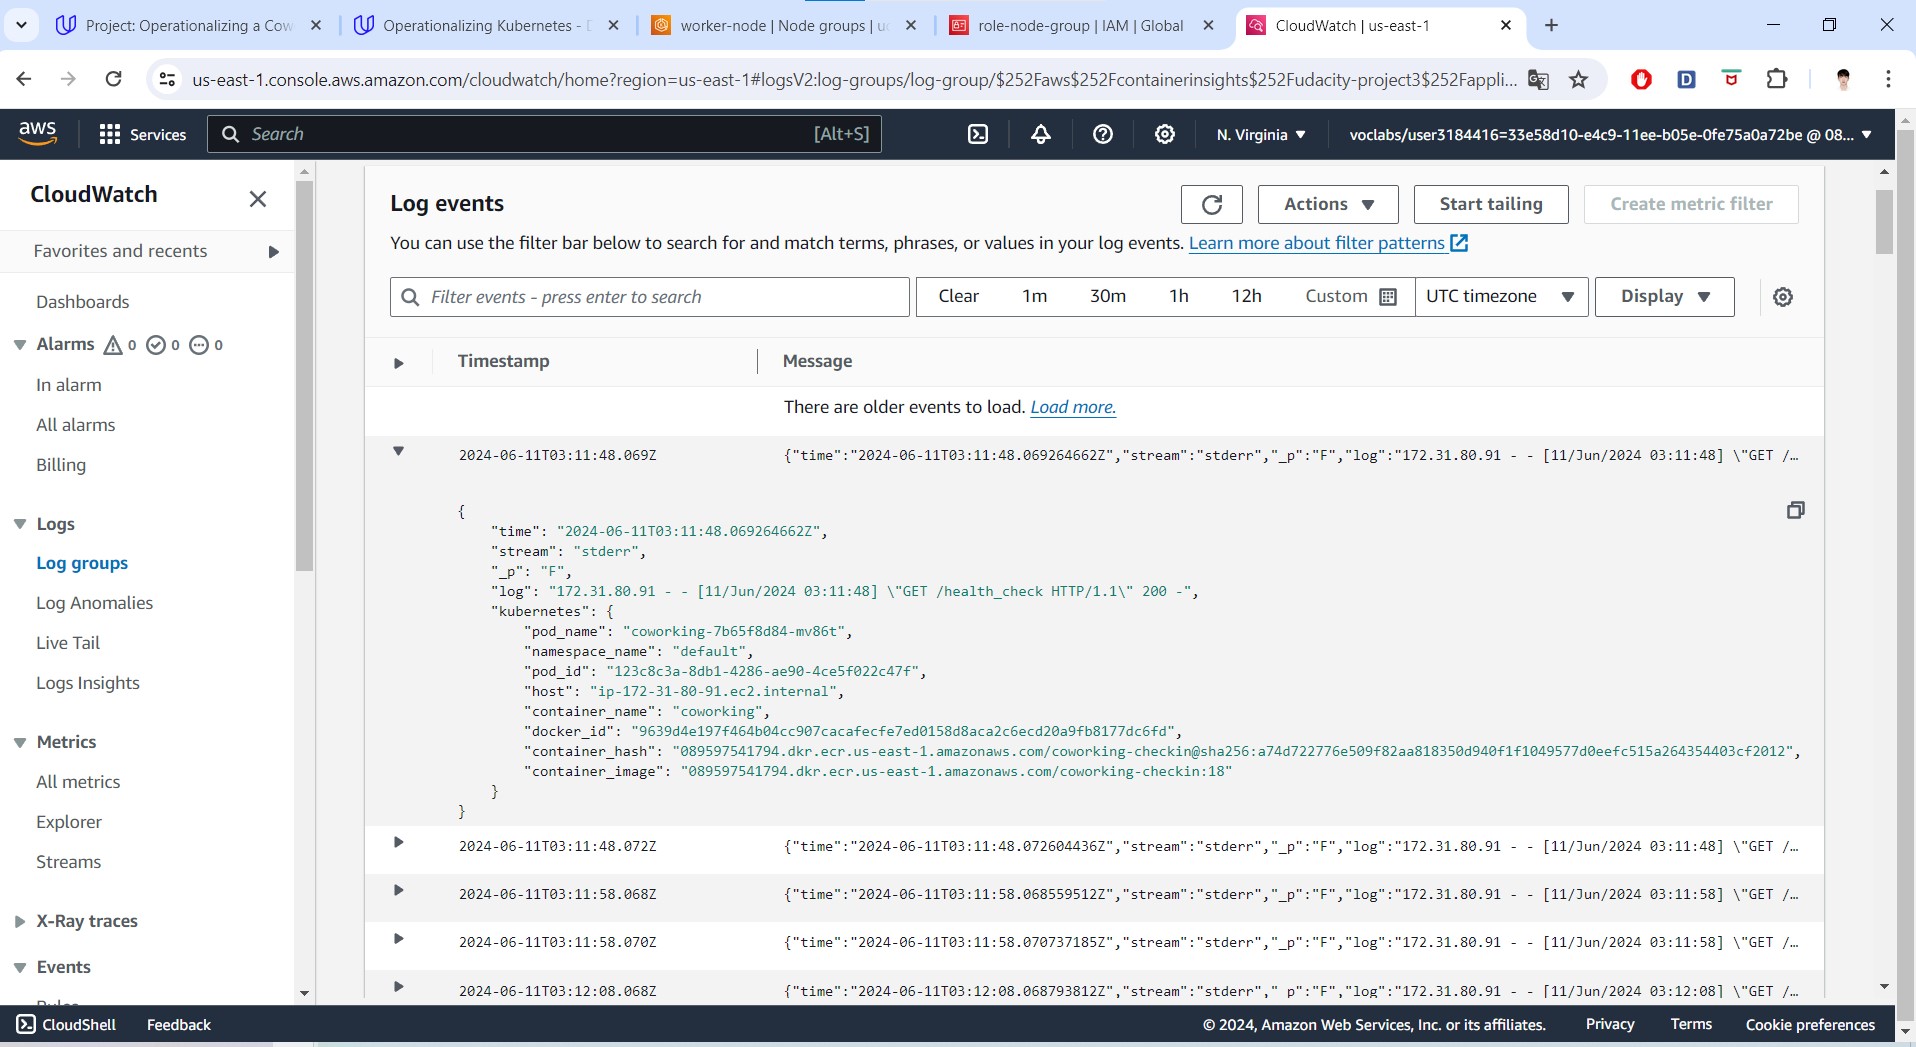 Project: Operationalizing a Cow
Operationalizing Kubernetes - D
worker-node | Node groups | uc
role-node-group | IAM | Global
CloudWatch | us-east-1
us-east-1.console.aws.amazon.com/cloudwatch/home?region=us-east-1#logsV2:log-groups/log-group/$252Faws$252Fcontainerinsights$252Fudacity-project3$252Fappli...
aws
Services
Search
[Alt+S]
N. Virginia
voclabs/user3184416=33e58d10-e4c9-11ee-b05e-0fe75a0a72be @ 08...
CloudWatch
Favorites and recents
Dashboards
Alarms 0 0 0
In alarm
All alarms
Billing
Logs
Log groups
Log Anomalies
Live Tail
Logs Insights
Metrics
All metrics
Explorer
Streams
X-Ray traces
Events
Rules
Log events
Actions
Start tailing
Create metric filter
You can use the filter bar below to search for and match terms, phrases, or values in your log events. Learn more about filter patterns
Filter events - press enter to search
Clear 1m 30m 1h 12h Custom
UTC timezone
Display
Timestamp Message
There are older events to load. Load more.
2024-06-11T03:11:48.069Z {"time":"2024-06-11T03:11:48.069264662Z","stream":"stderr","_p":"F","log":"172.31.80.91 - - [11/Jun/2024 03:11:48] \"GET /…
{
"time": "2024-06-11T03:11:48.069264662Z",
"stream": "stderr",
"_p": "F",
"log": "172.31.80.91 - - [11/Jun/2024 03:11:48] \"GET /health_check HTTP/1.1\" 200 -",
"kubernetes": {
"pod_name": "coworking-7b65f8d84-mv86t",
"namespace_name": "default",
"pod_id": "123c8c3a-8db1-4286-ae90-4ce5f022c47f",
"host": "ip-172-31-80-91.ec2.internal",
"container_name": "coworking",
"docker_id": "9639d4e197f464b04cc907cacafecfe7ed0158d8aca2c6ecd20a9fb8177dc6fd",
"container_hash": "089597541794.dkr.ecr.us-east-1.amazonaws.com/coworking-checkin@sha256:a74d722776e509f82aa818350d940f1f1049577d0eefc515a264354403cf2012",
"container_image": "089597541794.dkr.ecr.us-east-1.amazonaws.com/coworking-checkin:18"
}
}
2024-06-11T03:11:48.072Z {"time":"2024-06-11T03:11:48.072604436Z","stream":"stderr","_p":"F","log":"172.31.80.91 - - [11/Jun/2024 03:11:48] \"GET /…
2024-06-11T03:11:58.068Z {"time":"2024-06-11T03:11:58.068559512Z","stream":"stderr","_p":"F","log":"172.31.80.91 - - [11/Jun/2024 03:11:58] \"GET /…
2024-06-11T03:11:58.070Z {"time":"2024-06-11T03:11:58.070737185Z","stream":"stderr","_p":"F","log":"172.31.80.91 - - [11/Jun/2024 03:11:58] \"GET /…
2024-06-11T03:12:08.068Z {"time":"2024-06-11T03:12:08.068793812Z","stream":"stderr","_p":"F","log":"172.31.80.91 - - [11/Jun/2024 03:12:08] \"GET /…
CloudShell
Feedback
© 2024, Amazon Web Services, Inc. or its affiliates.
Privacy
Terms
Cookie preferences